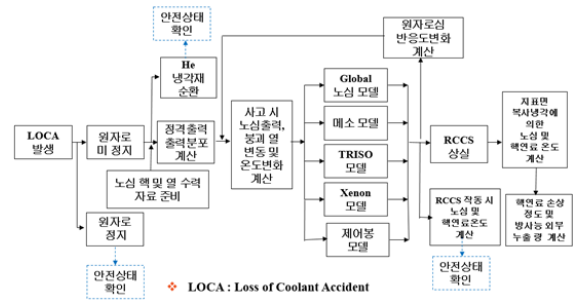 안전상태
확인
He
냉각재
순환
원자로심
반응도변화
계산
LOCA
발생
원자로
미 정지
정격출력
출력분포
계산
노심 핵 및 열 수력
자료 준비
원자로
정지
안전상태
확인
사고 시
노심출력,
붕괴 열
변동 및
온도변화
계산
Global
노심 모델
메소 모델
TRISO
모델
Xenon
모델
제어봉
모델
RCCS
상실
RCCS 작동 시
노심 및
핵연료온도
계산
안전상태
확인
지표면
복사냉각에
의한
노심 및
핵연료 온도
계산
핵연료 손상
정도 및
방사능 외부
누출 량 계산
❖ LOCA : Loss of Coolant Accident